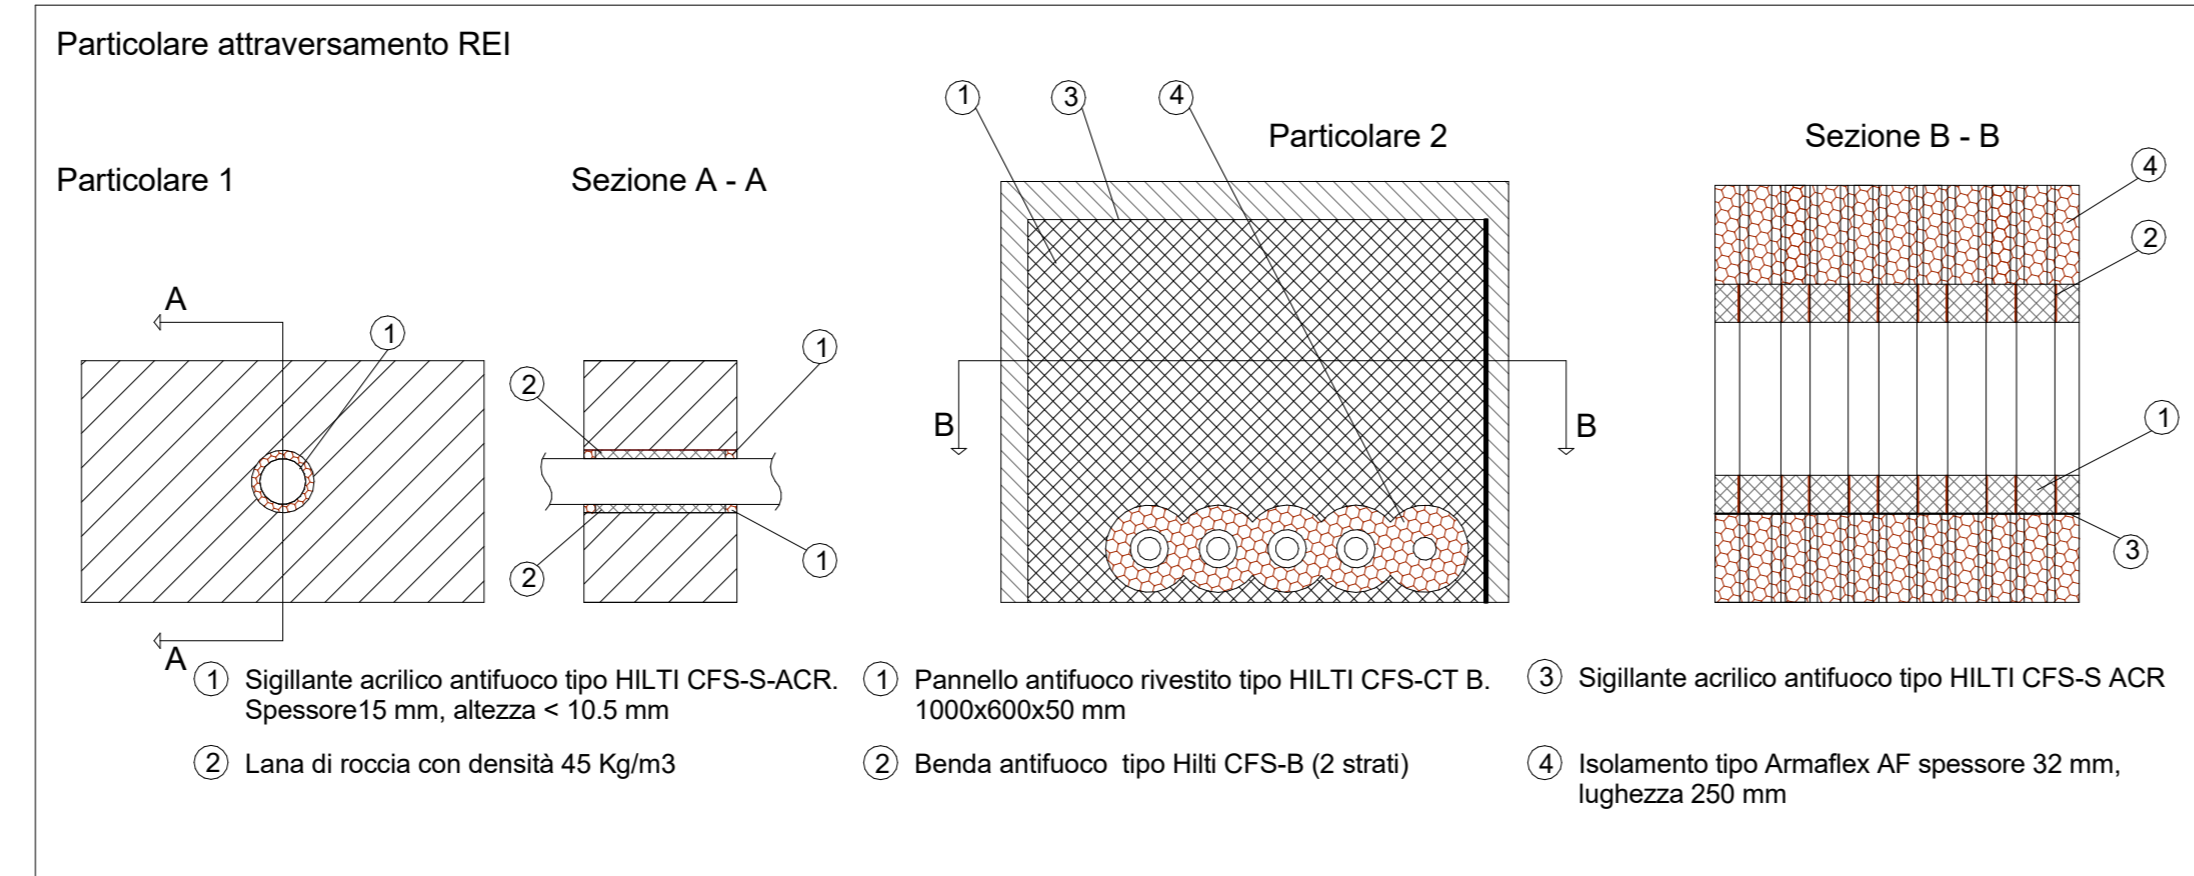 Particolare attraversamento REI
Particolare 1
Sezione A - A
Particolare 2
Sezione B - B
A
1
A
2
1
2
1
1
3
4
B
B
4
2
1
3
1 Sigillante acrilico antifuoco tipo HILTI CFS-S-ACR.
Spessore15 mm, altezza < 10.5 mm
2 Lana di roccia con densità 45 Kg/m3
1 Pannello antifuoco rivestito tipo HILTI CFS-CT B.
1000x600x50 mm
2 Benda antifuoco tipo Hilti CFS-B (2 strati)
3 Sigillante acrilico antifuoco tipo HILTI CFS-S ACR
4 Isolamento tipo Armaflex AF spessore 32 mm,
lughezza 250 mm